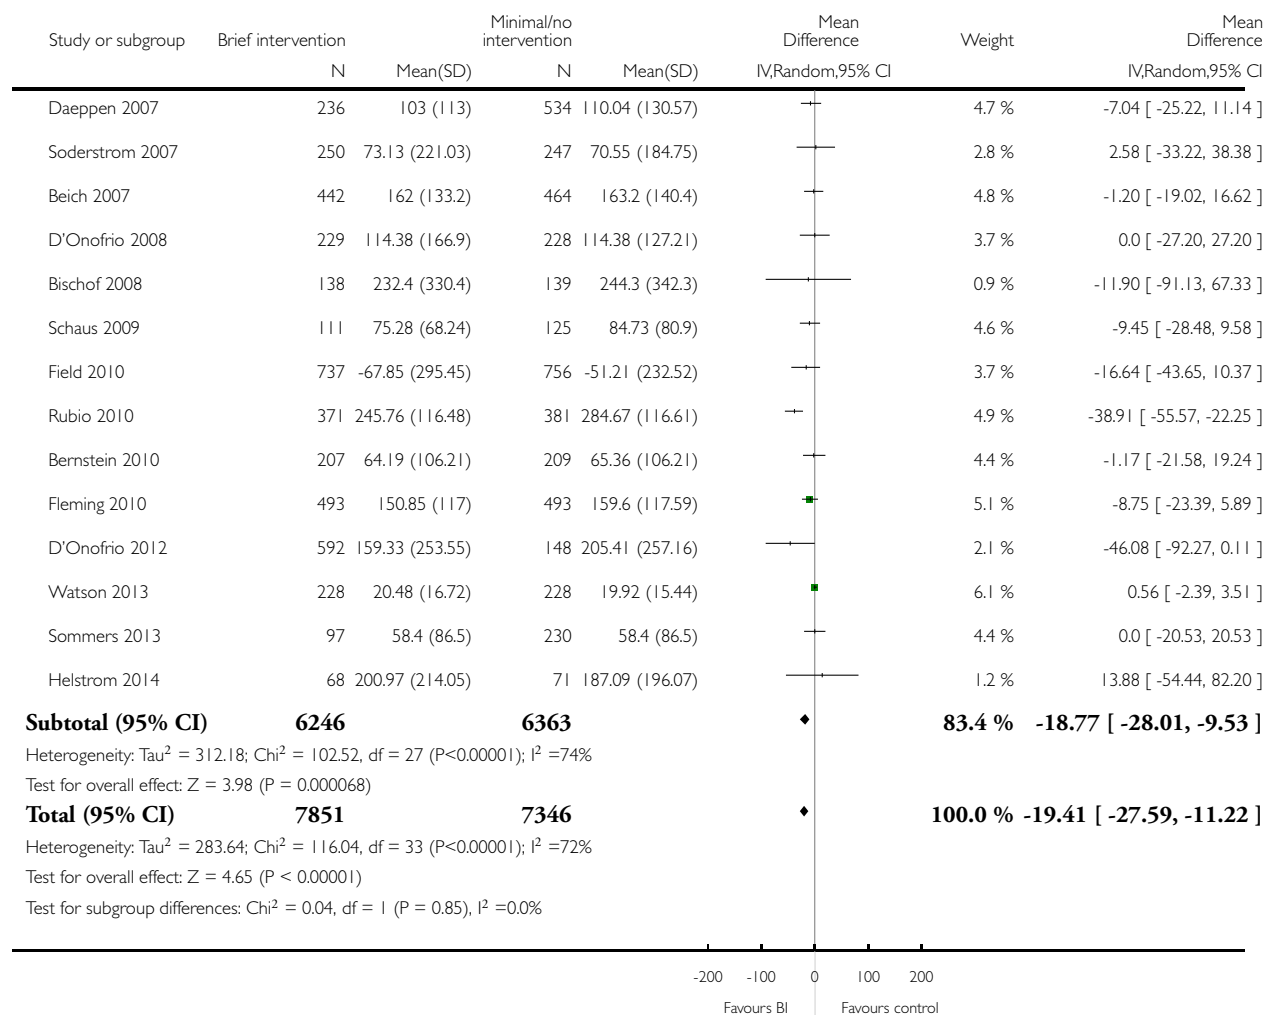 Study or subgroup Brief intervention Minimal/no intervention Mean Difference Weight Mean Difference
N Mean(SD) N Mean(SD) IV,Random,95% CI IV,Random,95% CI
Daeppen 2007 236 103 (113) 534 110.04 (130.57) 4.7 % -7.04 [ -25.22, 11.14 ]
Soderstrom 2007 250 73.13 (221.03) 247 70.55 (184.75) 2.8 % 2.58 [ -33.22, 38.38 ]
Beich 2007 442 162 (133.2) 464 163.2 (140.4) 4.8 % -1.20 [ -19.02, 16.62 ]
D'Onofrio 2008 229 114.38 (166.9) 228 114.38 (127.21) 3.7 % 0.0 [ -27.20, 27.20 ]
Bischof 2008 138 232.4 (330.4) 139 244.3 (342.3) 0.9 % -11.90 [ -91.13, 67.33 ]
Schaus 2009 111 75.28 (68.24) 125 84.73 (80.9) 4.6 % -9.45 [ -28.48, 9.58 ]
Field 2010 737 -67.85 (295.45) 756 -51.21 (232.52) 3.7 % -16.64 [ -43.65, 10.37 ]
Rubio 2010 371 245.76 (116.48) 381 284.67 (116.61) 4.9 % -38.91 [ -55.57, -22.25 ]
Bernstein 2010 207 64.19 (106.21) 209 65.36 (106.21) 4.4 % -1.17 [ -21.58, 19.24 ]
Fleming 2010 493 150.85 (117) 493 159.6 (117.59) 5.1 % -8.75 [ -23.39, 5.89 ]
D'Onofrio 2012 592 159.33 (253.55) 148 205.41 (257.16) 2.1 % -46.08 [ -92.27, 0.11 ]
Watson 2013 228 20.48 (16.72) 228 19.92 (15.44) 6.1 % 0.56 [ -2.39, 3.51 ]
Sommers 2013 97 58.4 (86.5) 230 58.4 (86.5) 4.4 % 0.0 [ -20.53, 20.53 ]
Helstrom 2014 68 200.97 (214.05) 71 187.09 (196.07) 1.2 % 13.88 [ -54.44, 82.20 ]
Subtotal (95% CI) 6246 6363 83.4 % -18.77 [ -28.01, -9.53 ]
Heterogeneity: Tau² = 312.18; Chi² = 102.52, df = 27 (P<0.00001); I² =74%
Test for overall effect: Z = 3.98 (P = 0.000068)
Total (95% CI) 7851 7346 100.0 % -19.41 [ -27.59, -11.22 ]
Heterogeneity: Tau² = 283.64; Chi² = 116.04, df = 33 (P<0.00001); I² =72%
Test for overall effect: Z = 4.65 (P < 0.00001)
Test for subgroup differences: Chi² = 0.04, df = 1 (P = 0.85), I² =0.0%
-200 -100 0 100 200
Favours BI Favours control